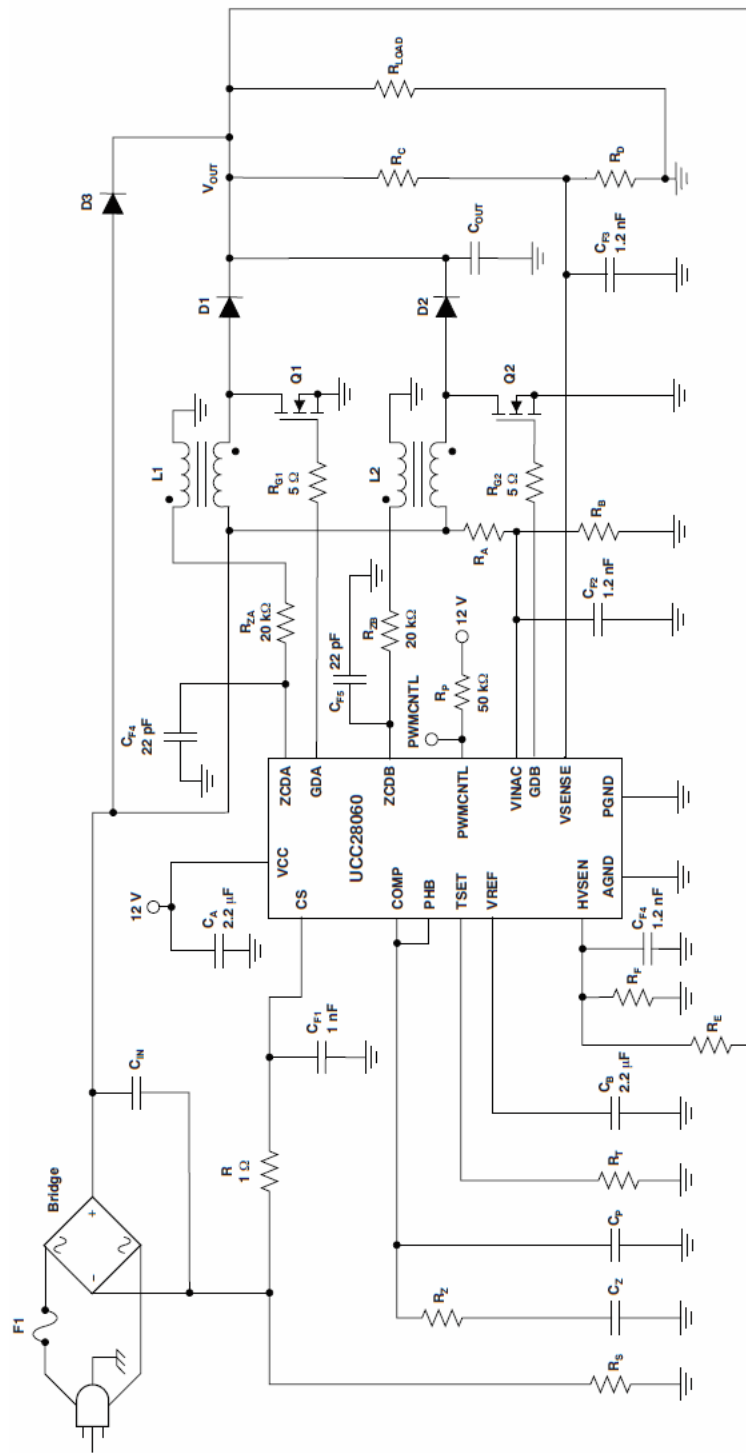 F1
Bridge
C_IN
D3
12 V
C_A
2.2 μF
C_F4
22 pF
R_ZA
20 kΩ
L1
D1
V_OUT
R_LOAD
R_C
R_D
C_OUT
Q1
R_G1
5 Ω
L2
D2
Q2
R_G2
5 Ω
C_F5
22 pF
R_ZB
20 kΩ
R_A
R_B
C_F2
1.2 nF
C_F3
1.2 nF
PWMCNTL
R_P
50 kΩ
12 V
R
1 Ω
C_F1
1 nF
UCC28060
VCC
CS
COMP
PHB
TSET
VREF
HVSEN
AGND
PGND
ZCDA
GDA
ZCDB
PWMCNTL
VINAC
GDB
VSENSE
R_S
R_Z
C_Z
C_P
R_T
C_B
2.2 μF
R_E
R_F
C_F4
1.2 nF